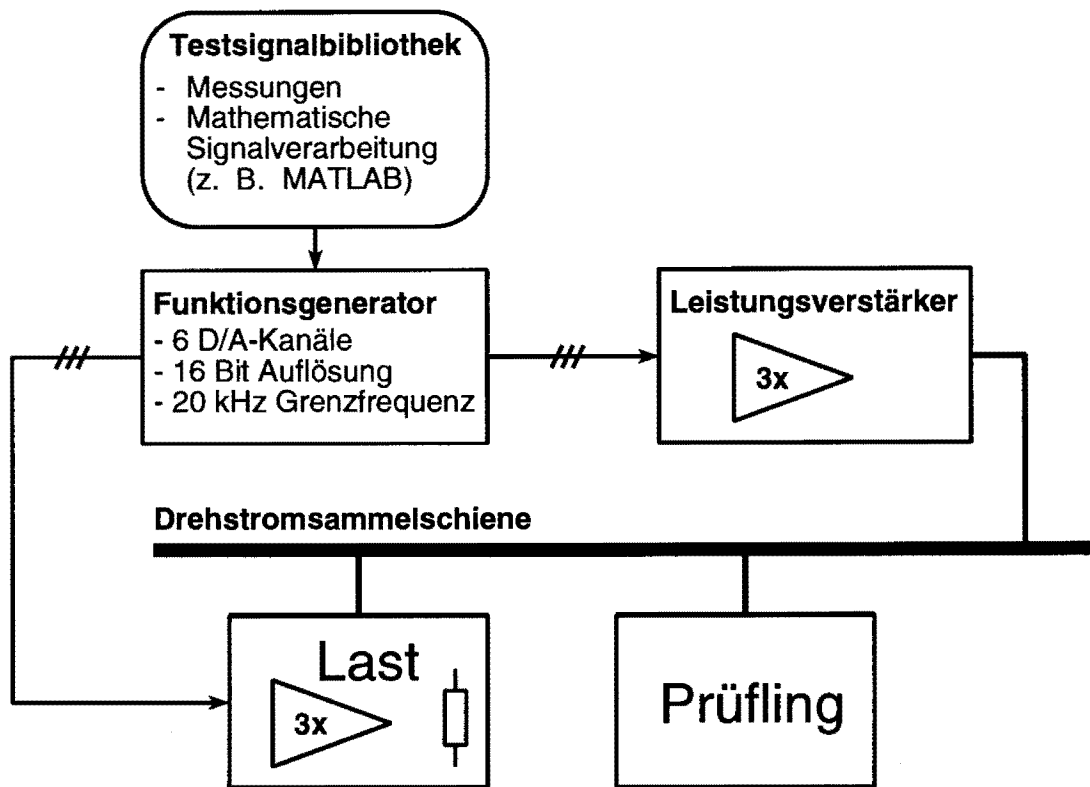 Testsignalbibliothek
- Messungen
- Mathematische
Signalverarbeitung
(z. B. MATLAB)
Funktionsgenerator
- 6 D/A-Kanäle
- 16 Bit Auflösung
- 20 kHz Grenzfrequenz
Leistungsverstärker
3x
Drehstromsammelschiene
Last
3x
Prüfling